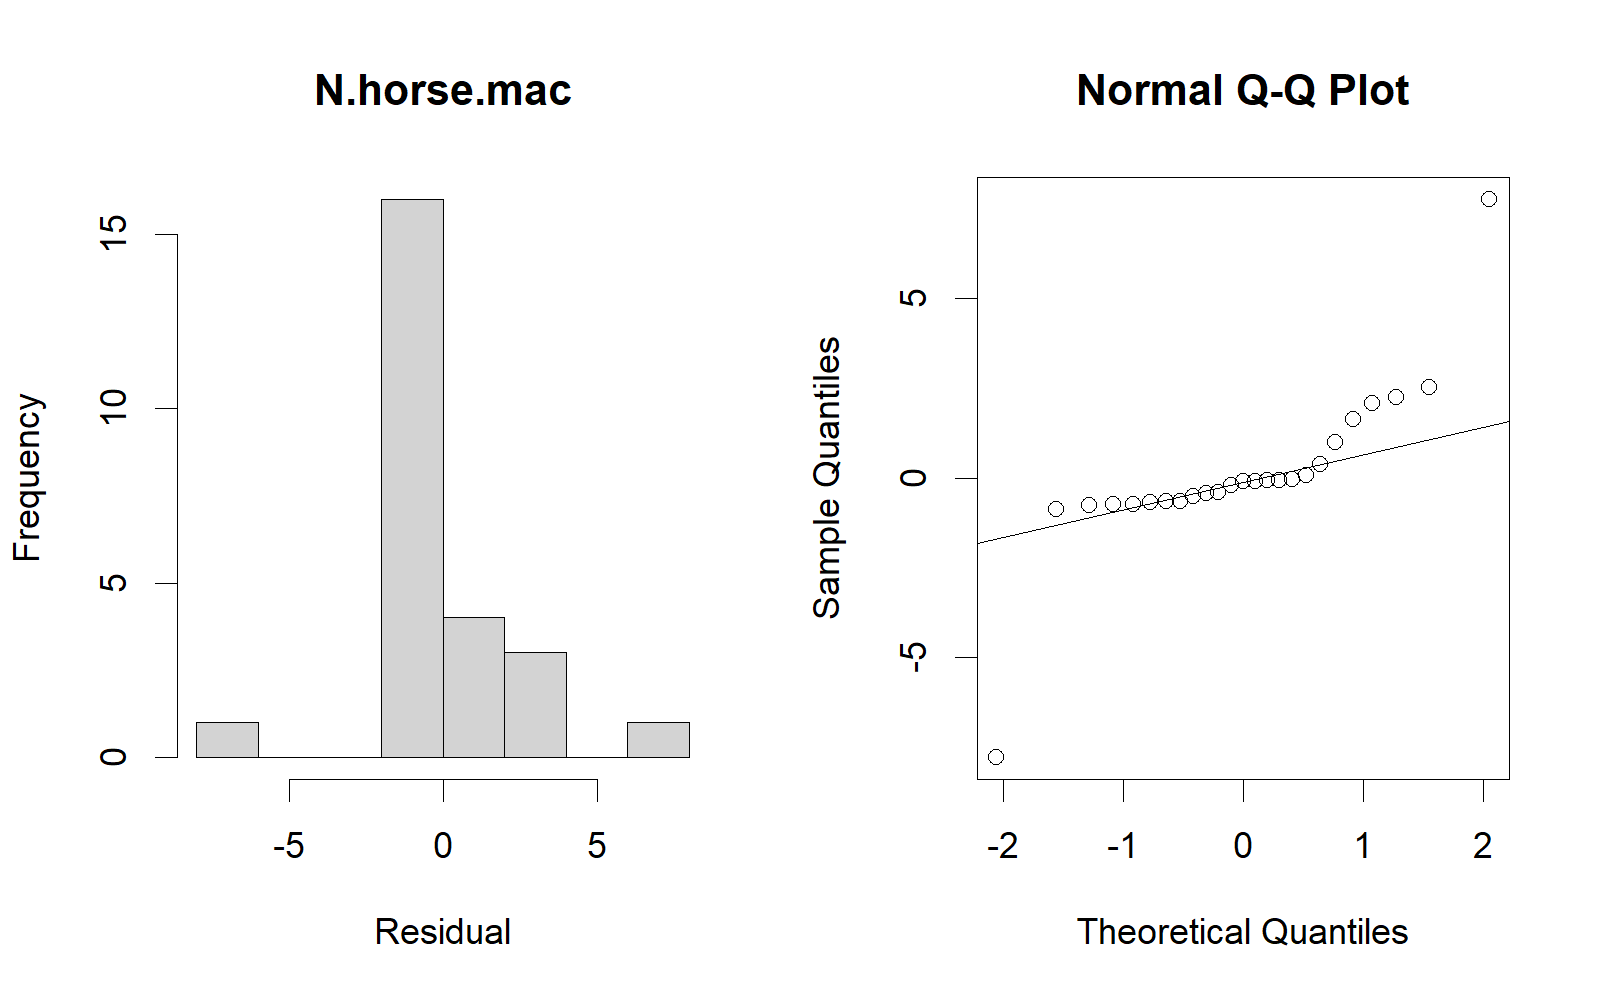 N.horse.mac
Frequency
15
10
5
0
-5 0 5
Residual
Normal Q-Q Plot
Sample Quantiles
5
0
-5
-2 -1 0 1 2
Theoretical Quantiles